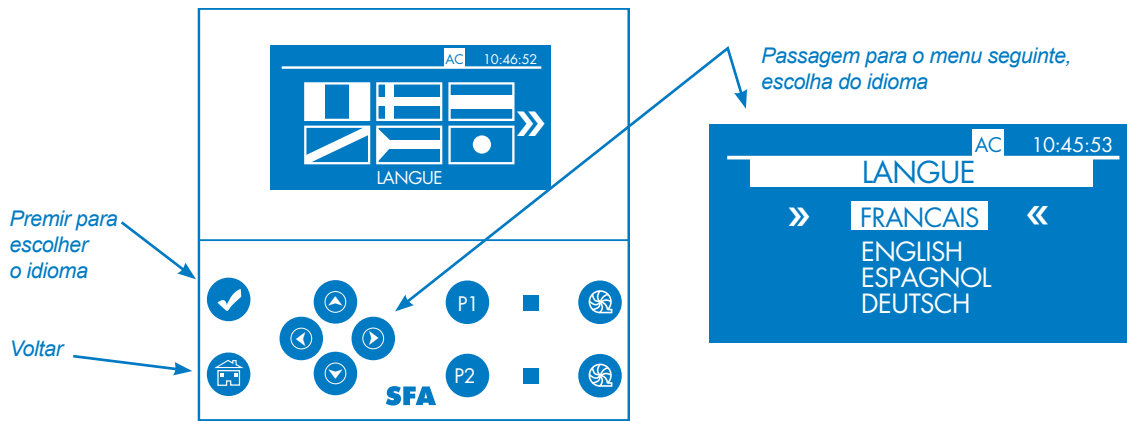 AC 10:46:52
LANGUE
Passagem para o menu seguinte,
escolha do idioma
AC 10:45:53
LANGUE
» FRANCAIS «
ENGLISH
ESPAGNOL
DEUTSCH
Premir para
escolher
o idioma
Voltar
P1
P2
SFA